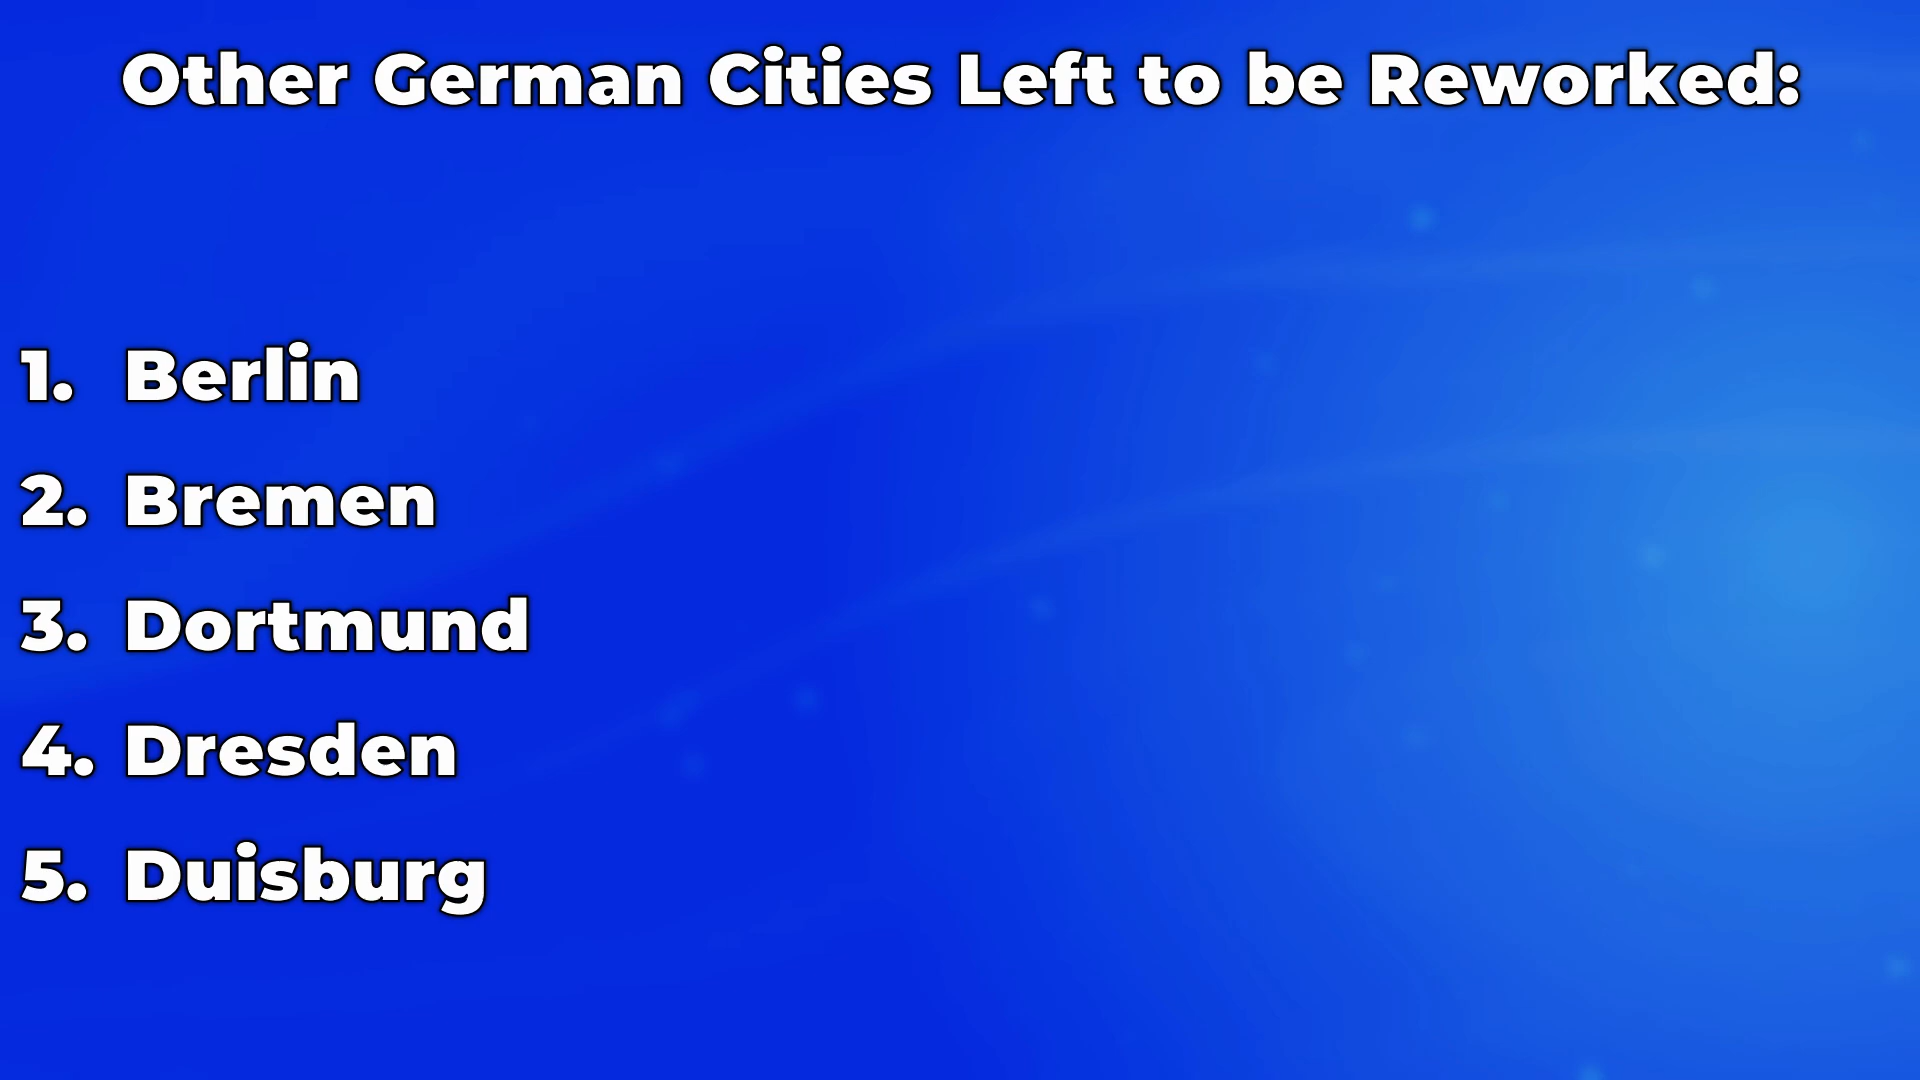 Other German Cities Left to be Reworked:
1. Berlin
2. Bremen
3. Dortmund
4. Dresden
5. Duisburg